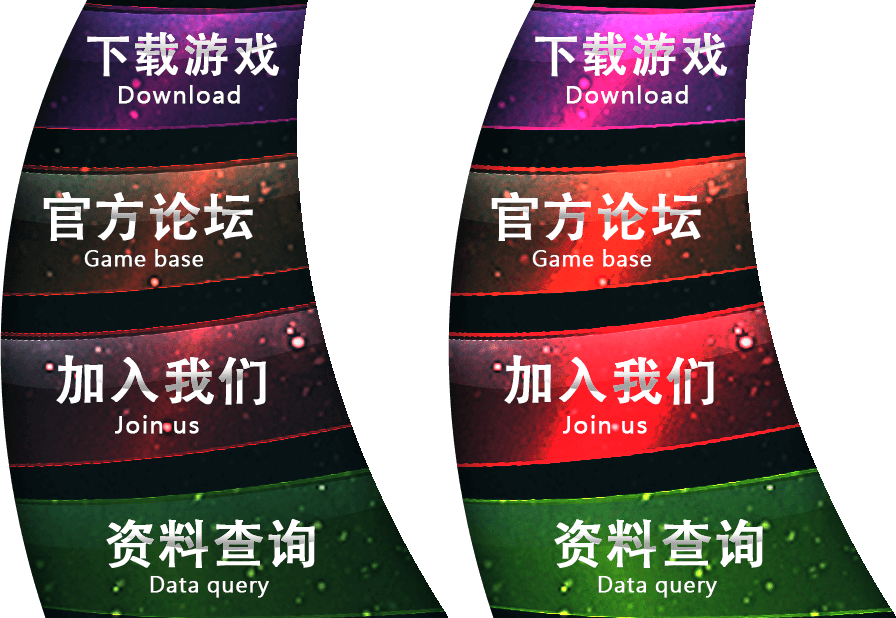 下载游戏
Download
官方论坛
Game base
加入我们
Join us
资料查询
Data query
下载游戏
Download
官方论坛
Game base
加入我们
Join us
资料查询
Data query